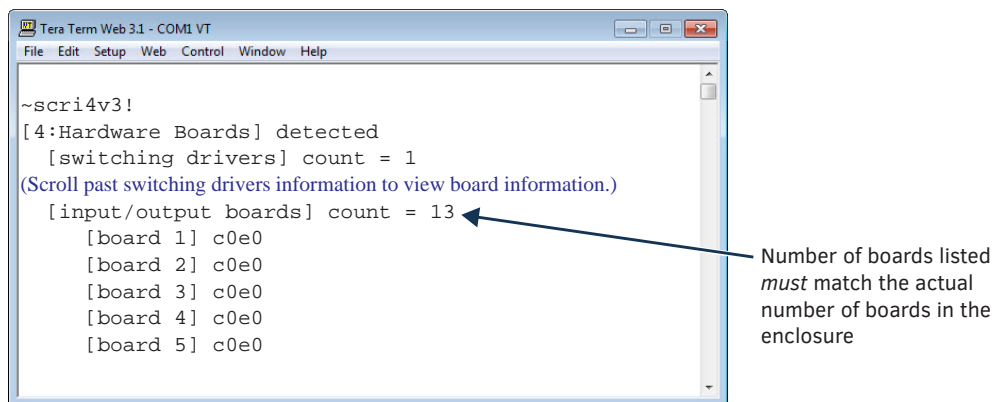 Tera Term Web 3.1 - COM1 VT
File Edit Setup Web Control Window Help
~scri4v3!
[4:Hardware Boards] detected
[switching drivers] count = 1
(Scroll past switching drivers information to view board information.)
[input/output boards] count = 13
[board 1] c0e0
[board 2] c0e0
[board 3] c0e0
[board 4] c0e0
[board 5] c0e0
Number of boards listed
must match the actual
number of boards in the
enclosure